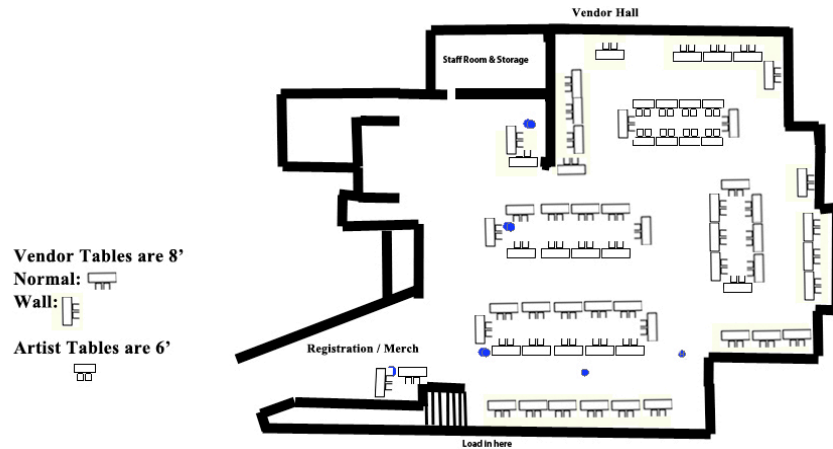 Vendor Hall
Staff Room & Storage
Vendor Tables are 8'
Normal:
Wall:
Artist Tables are 6'
Registration / Merch
Load in here